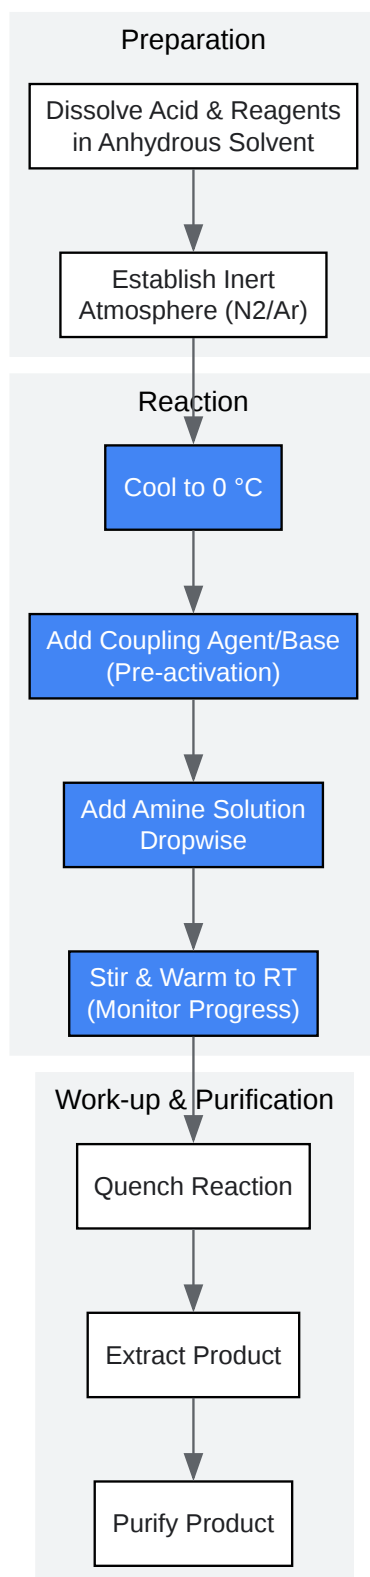 Preparation
Dissolve Acid & Reagents
in Anhydrous Solvent
Establish Inert
Atmosphere (N2/Ar)
Reaction
Cool to 0 °C
Add Coupling Agent/Base
(Pre-activation)
Add Amine Solution
Dropwise
Stir & Warm to RT
(Monitor Progress)
Work-up & Purification
Quench Reaction
Extract Product
Purify Product